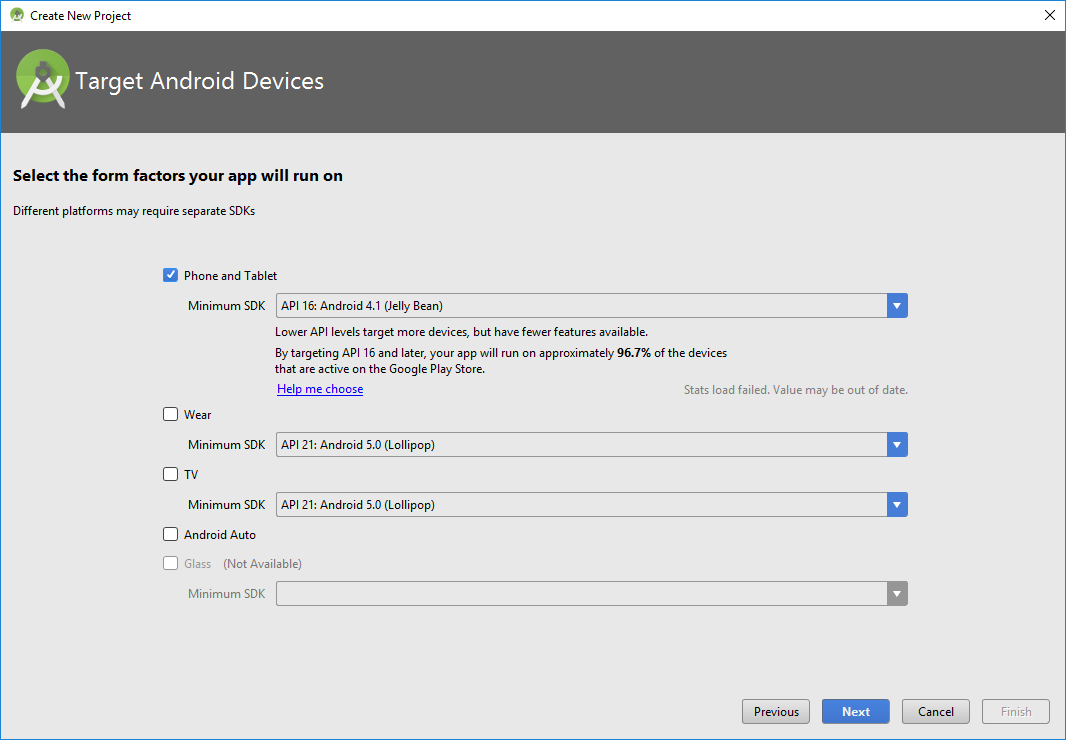 Create New Project
Target Android Devices
Select the form factors your app will run on
Different platforms may require separate SDKs
Phone and Tablet
Minimum SDK API 16: Android 4.1 (Jelly Bean)
Lower API levels target more devices, but have fewer features available.
By targeting API 16 and later, your app will run on approximately 96.7% of the devices
that are active on the Google Play Store.
Help me choose Stats load failed. Value may be out of date.
Wear
Minimum SDK API 21: Android 5.0 (Lollipop)
TV
Minimum SDK API 21: Android 5.0 (Lollipop)
Android Auto
Glass (Not Available)
Minimum SDK
Previous Next Cancel Finish